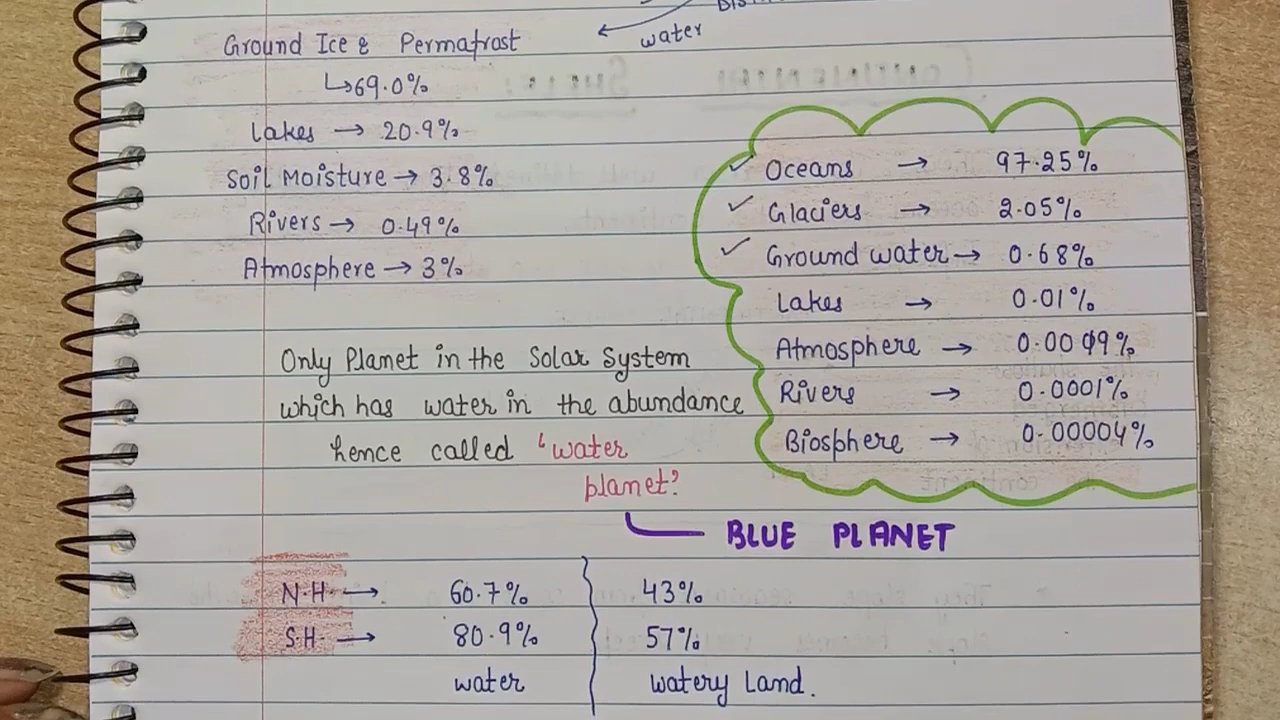 water
Ground Ice & Permafrost
↳69.0%
Lakes → 20.9%
Soil Moisture → 3.8%
Rivers → 0.49%
Atmosphere → 3%
✓ Oceans → 97.25%
✓ Glaciers → 2.05%
✓ Ground water → 0.68%
Lakes → 0.01%
Atmosphere → 0.0019%
Rivers → 0.0001%
Biosphere → 0.00004%
Only Planet in the Solar System
which has water in the abundance
hence called 'water
planet'
BLUE PLANET
N.H → 60.7% 43%
S.H → 80.9% 57%
water watery Land.